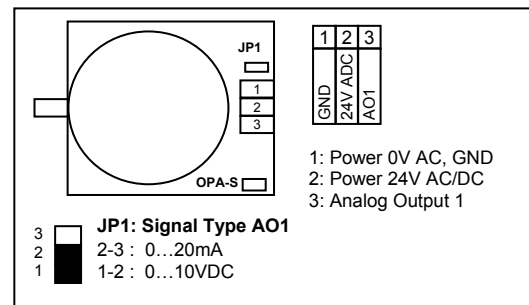 JP1
1
2
3
OPA-S
1 2 3
GND
24V ADC
AO1
1: Power 0V AC, GND
2: Power 24V AC/DC
3: Analog Output 1
JP1: Signal Type AO1
3
2
1
2-3 : 0…20mA
1-2 : 0…10VDC